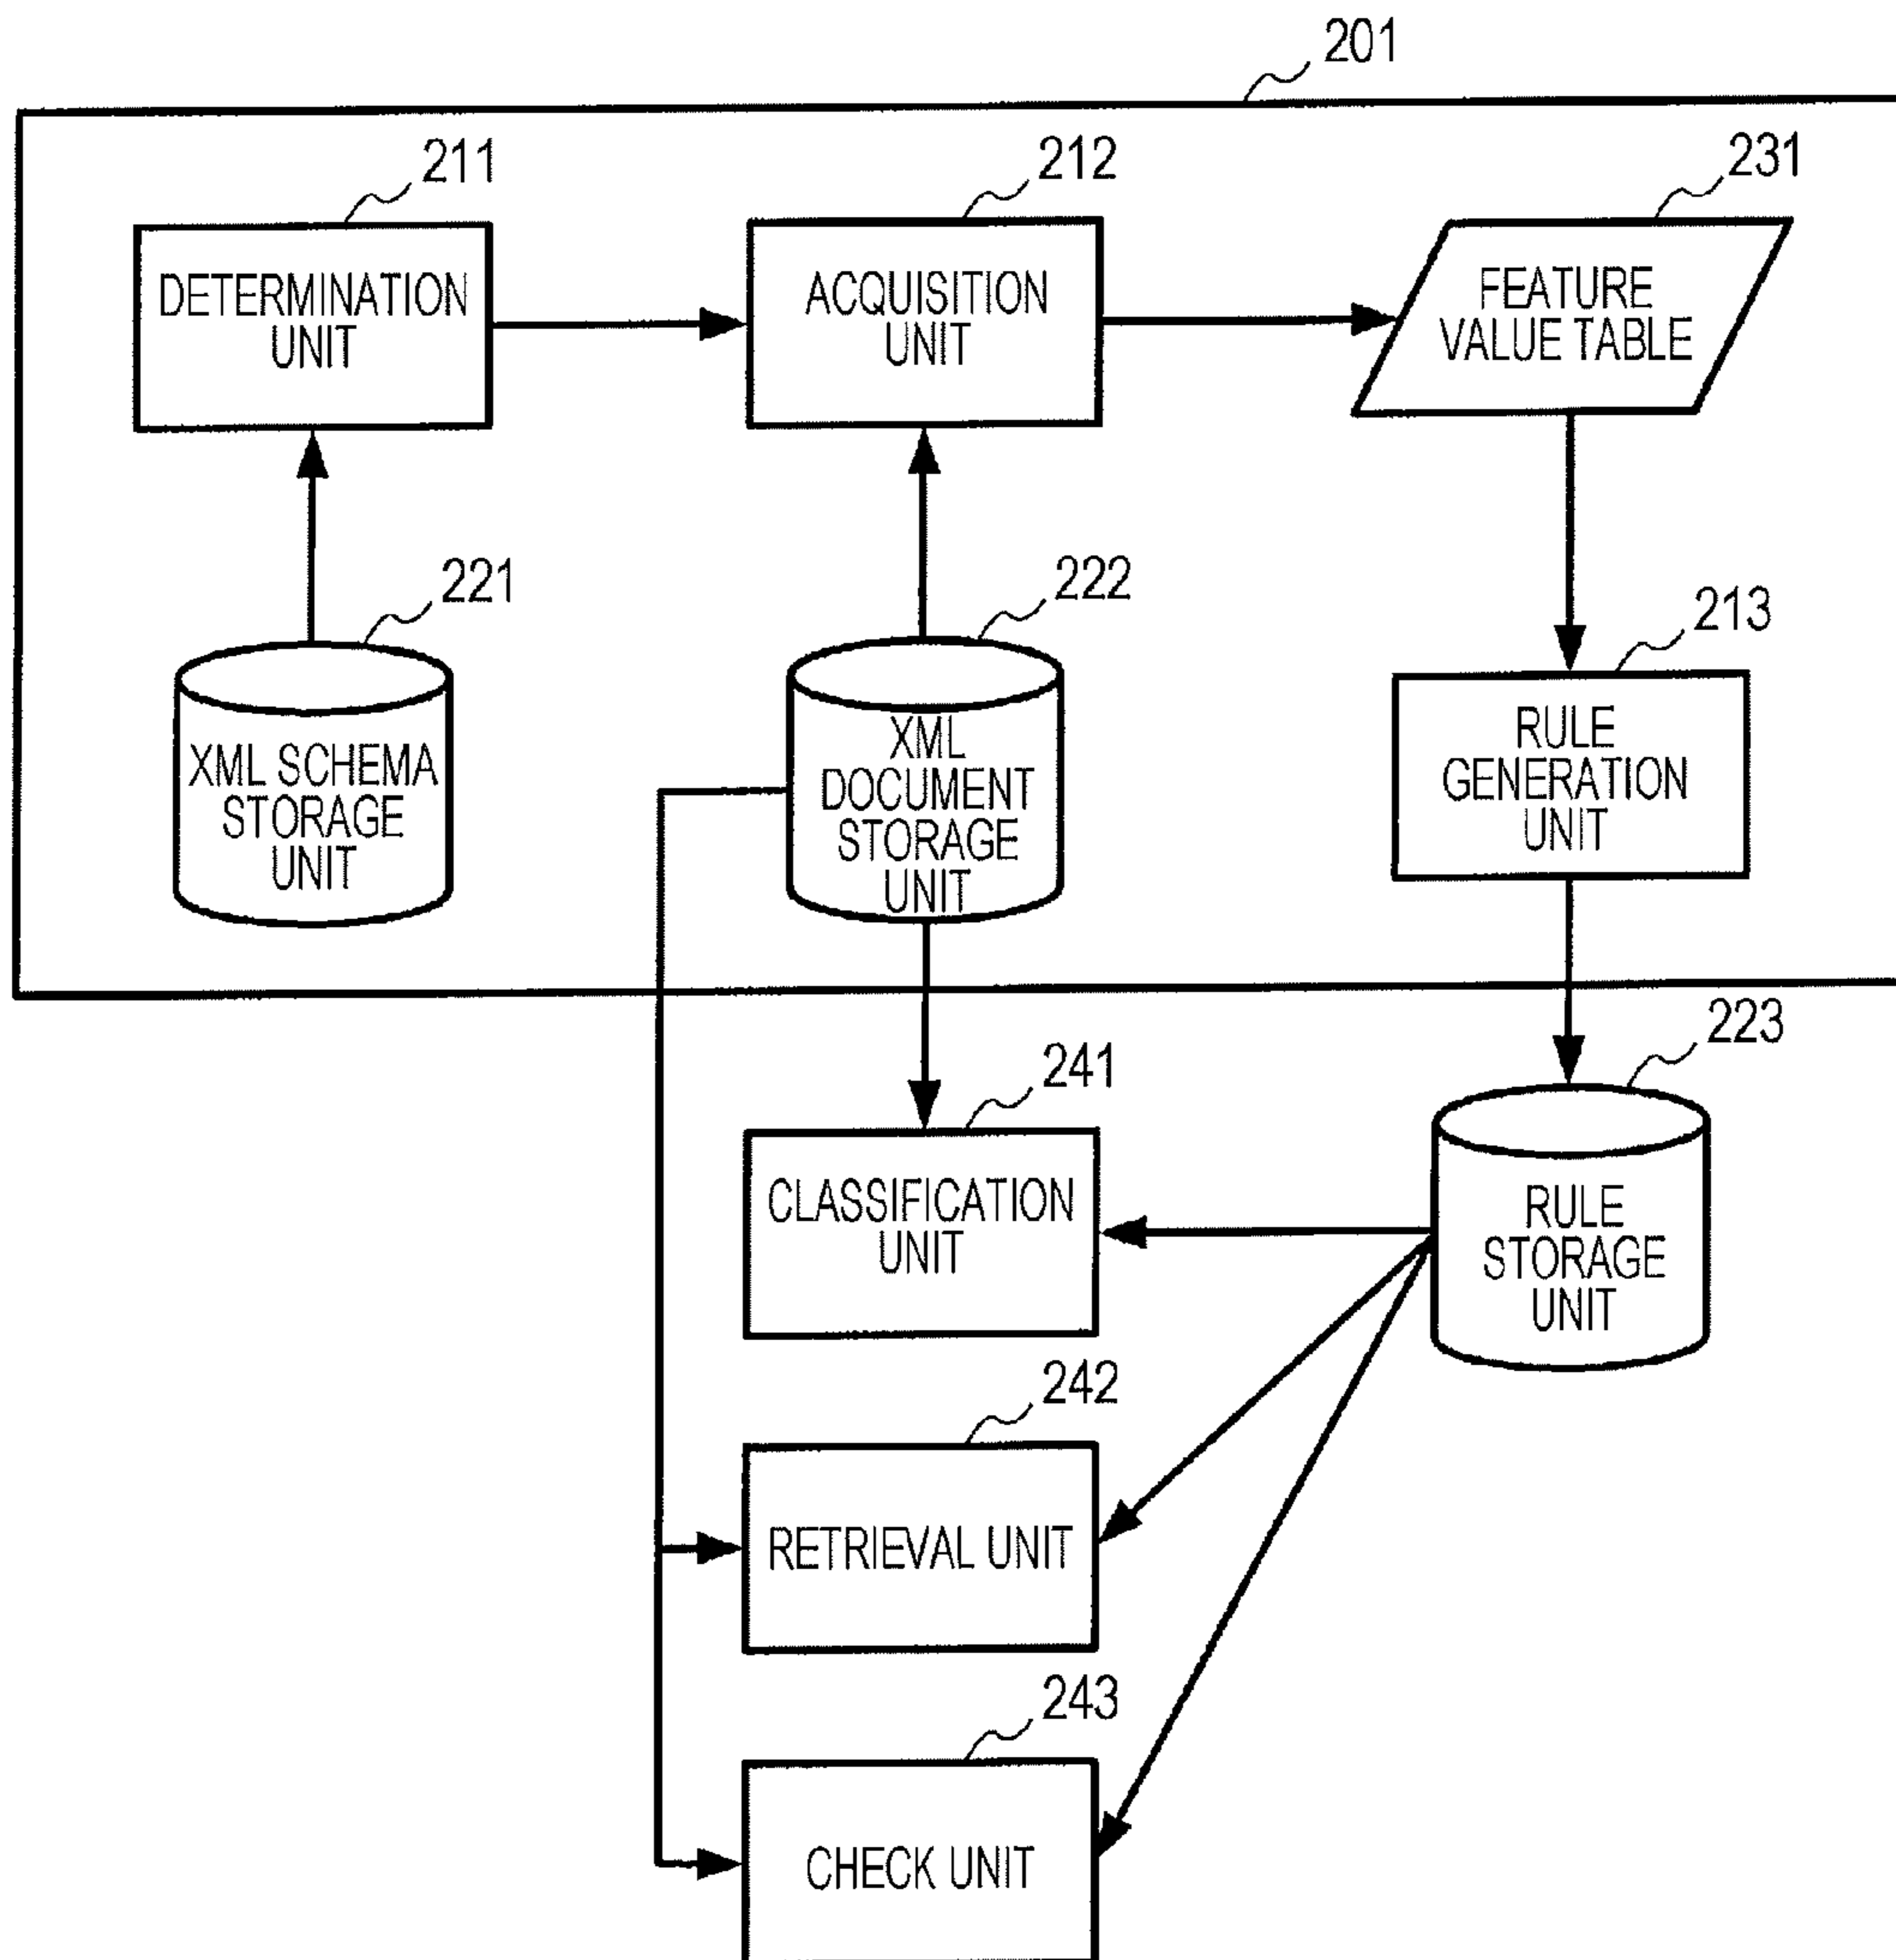 201
211
212
231
DETERMINATION
UNIT
ACQUISITION
UNIT
FEATURE
VALUE TABLE
221
222
213
XML SCHEMA
STORAGE
UNIT
XML
DOCUMENT
STORAGE
UNIT
RULE
GENERATION
UNIT
223
241
CLASSIFICATION
UNIT
RULE
STORAGE
UNIT
242
RETRIEVAL UNIT
243
CHECK UNIT